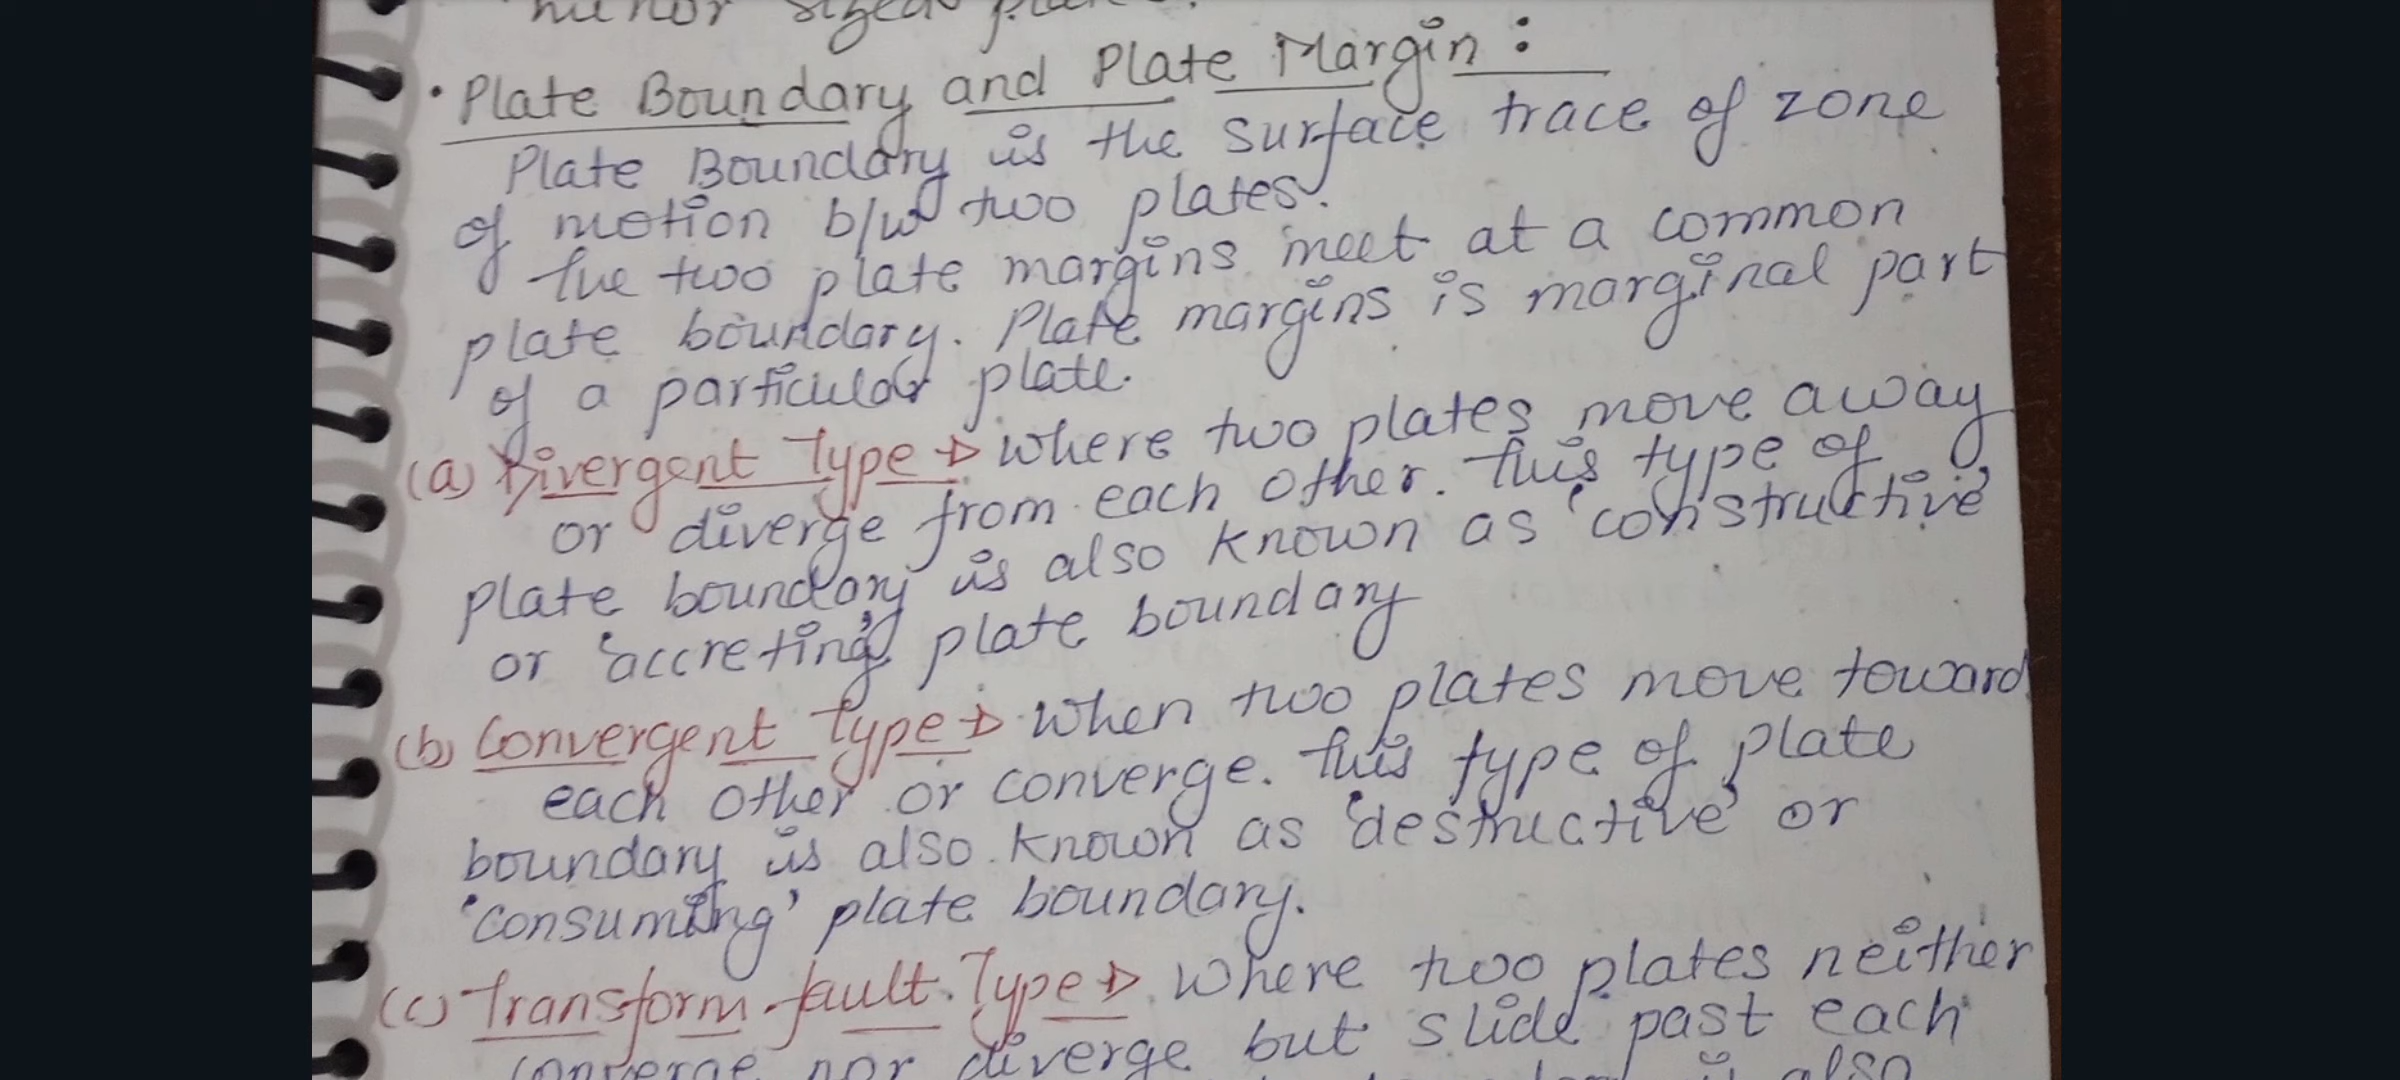 minor sized plate.
• Plate Boundary and Plate Margin :
Plate Boundary is the surface trace of zone
of motion b/w two plates.
The two plate margins meet at a common
plate boundary. Plate margins is marginal part
of a particular plate.
(a) Divergent Type → where two plates move away
or diverge from each other. This type of
plate boundary is also known as 'constructive'
or 'accreting' plate boundary
(b) Convergent Type → when two plates move toward
each other or converge. This type of plate
boundary is also known as 'destructive' or
'consuming' plate boundary.
(c) Transform fault Type → where two plates neither
converge nor diverge but slide past each
is also